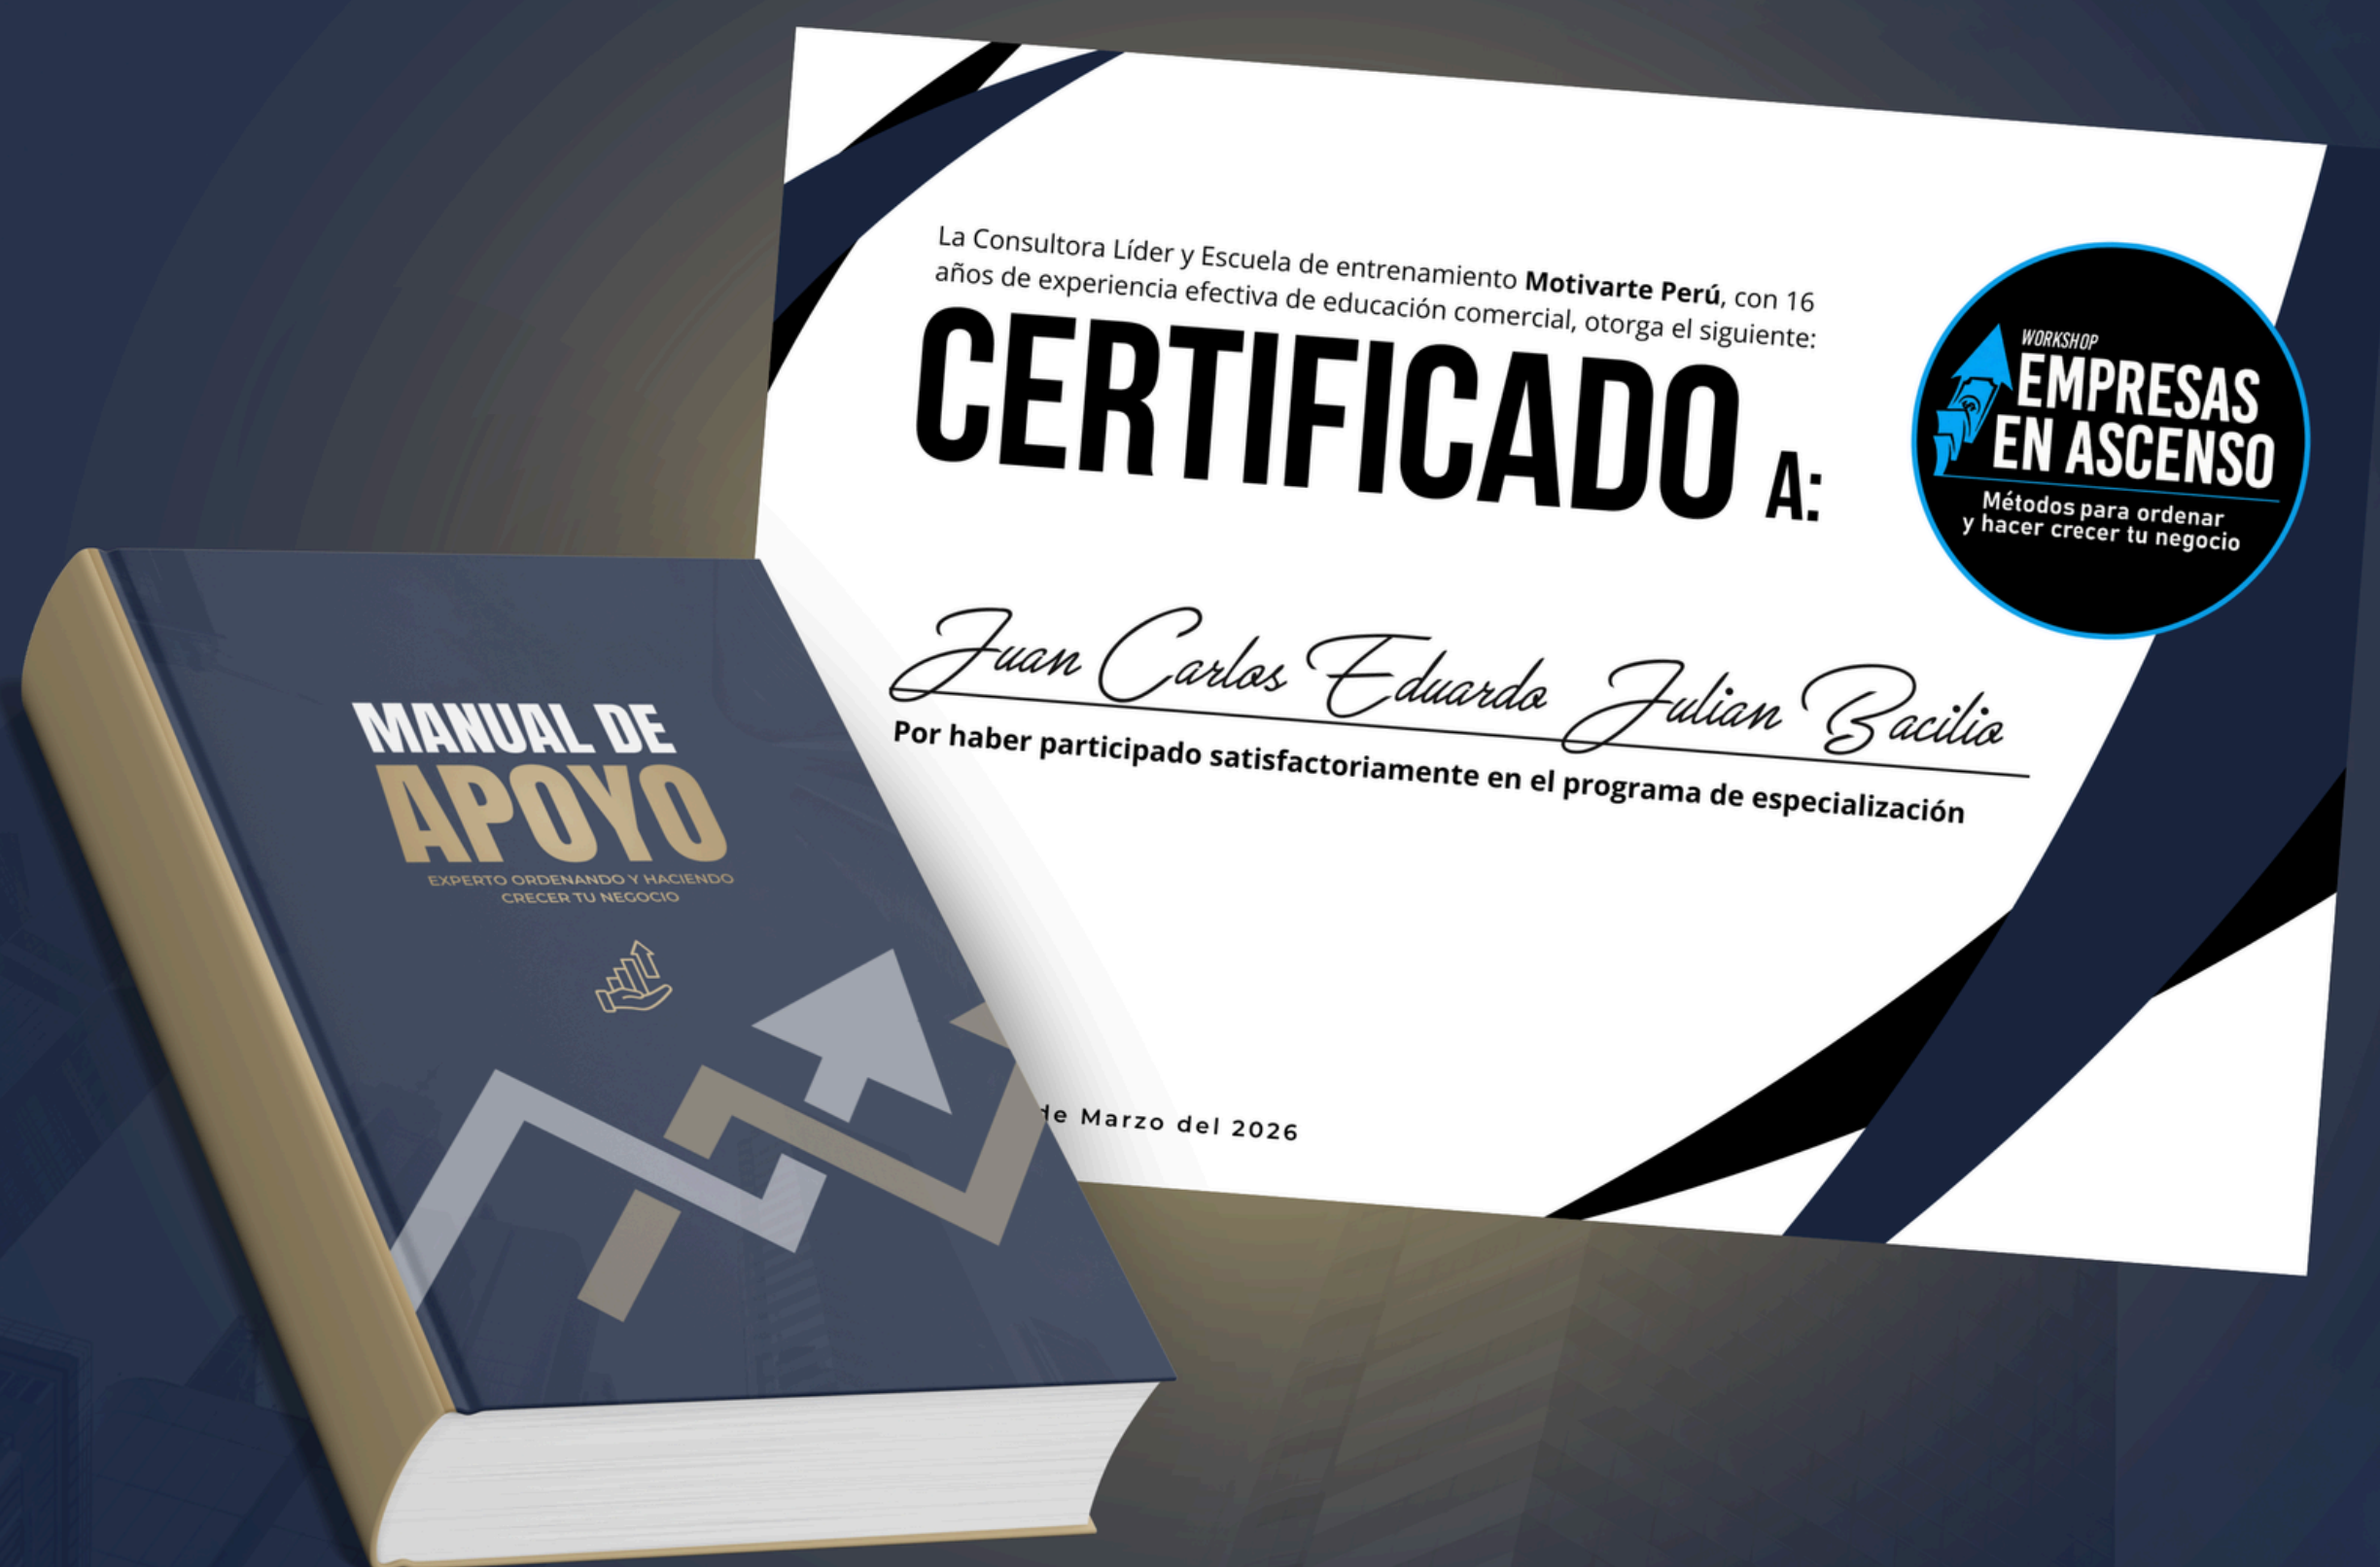 La Consultora Líder y Escuela de entrenamiento Motivarte Perú, con 16
años de experiencia efectiva de educación comercial, otorga el siguiente:
CERTIFICADO A:
WORKSHOP
EMPRESAS
EN ASCENSO
Métodos para ordenar
y hacer crecer tu negocio
Juan Carlos Eduardo Julian Bacilio
Por haber participado satisfactoriamente en el programa de especialización
de Marzo del 2026
MANUAL DE
APOYO
EXPERTO ORDENANDO Y HACIENDO
CRECER TU NEGOCIO